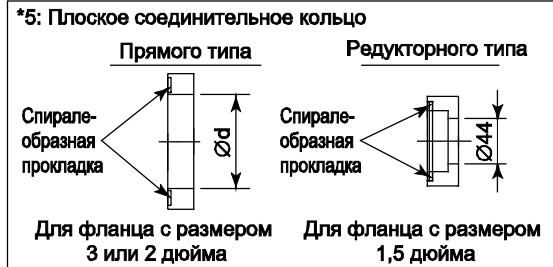 *5: Плоское соединительное кольцо
Прямого типа
Спирале-
образная
прокладка
Ød
Для фланца с размером
3 или 2 дюйма
Редукторного типа
Спирале-
образная
прокладка
Ø44
Для фланца с размером
1,5 дюйма